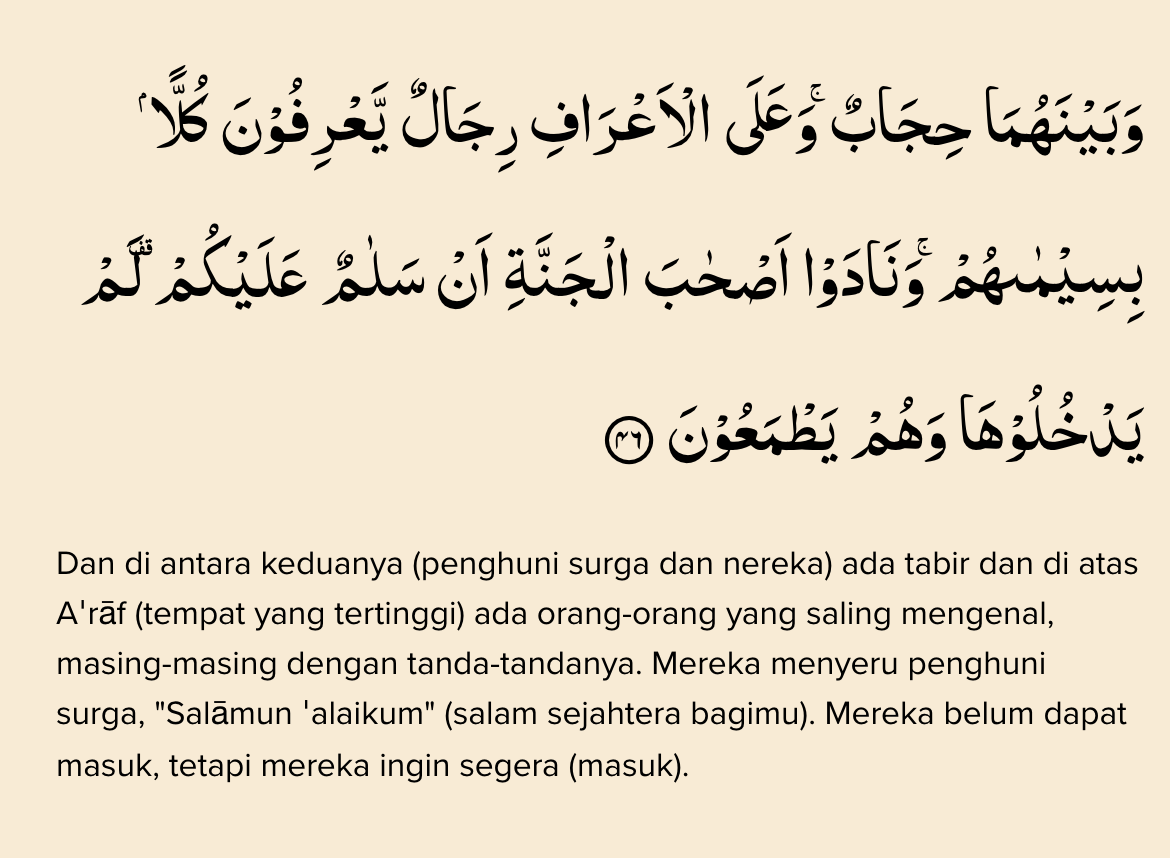 وَبَيْنَهُمَا حِجَابٌۚ وَعَلَى الْاَعْرَافِ رِجَالٌ يَّعْرِفُوْنَ كُلًّا ۢ
بِسِيْمٰىهُمْۚ وَنَادَوْا اَصْحٰبَ الْجَنَّةِ اَنْ سَلٰمٌ عَلَيْكُمْۗ لَمْ
يَدْخُلُوْهَا وَهُمْ يَطْمَعُوْنَ ٤٦
Dan di antara keduanya (penghuni surga dan nereka) ada tabir dan di atas
A'rāf (tempat yang tertinggi) ada orang-orang yang saling mengenal,
masing-masing dengan tanda-tandanya. Mereka menyeru penghuni
surga, "Salāmun 'alaikum" (salam sejahtera bagimu). Mereka belum dapat
masuk, tetapi mereka ingin segera (masuk).